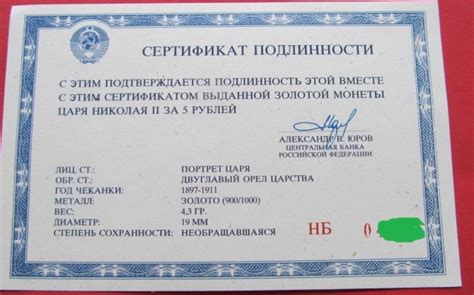 СЕРТИФИКАТ ПОДЛИННОСТИ
С ЭТИМ ПОДТВЕРЖДАЕТСЯ ПОДЛИННОСТЬ ЭТОЙ ВМЕСТЕ
С ЭТИМ СЕРТИФИКАТОМ ВЫДАННОЙ ЗОЛОТОЙ МОНЕТЫ
ЦАРЯ НИКОЛАЯ II ЗА 5 РУБЛЕЙ
АЛЕКСАНДР В. ЮРОВ
ЦЕНТРАЛЬНАЯ БАНКА
РОССИЙСКОЙ ФЕДЕРАЦИИ
ЛИЦ. СТ.: ПОРТРЕТ ЦАРЯ
ОБР. СТ.: ДВУГЛАВЫЙ ОРЕЛ ЦАРСТВА
ГОД ЧЕКАНКИ: 1897-1911
МЕТАЛЛ: ЗОЛОТО (900/1000)
ВЕС: 4,3 ГР.
ДИАМЕТР: 19 ММ
СТЕПЕНЬ СОХРАННОСТИ: НЕОБРАЩАВШАЯСЯ
НБ 0